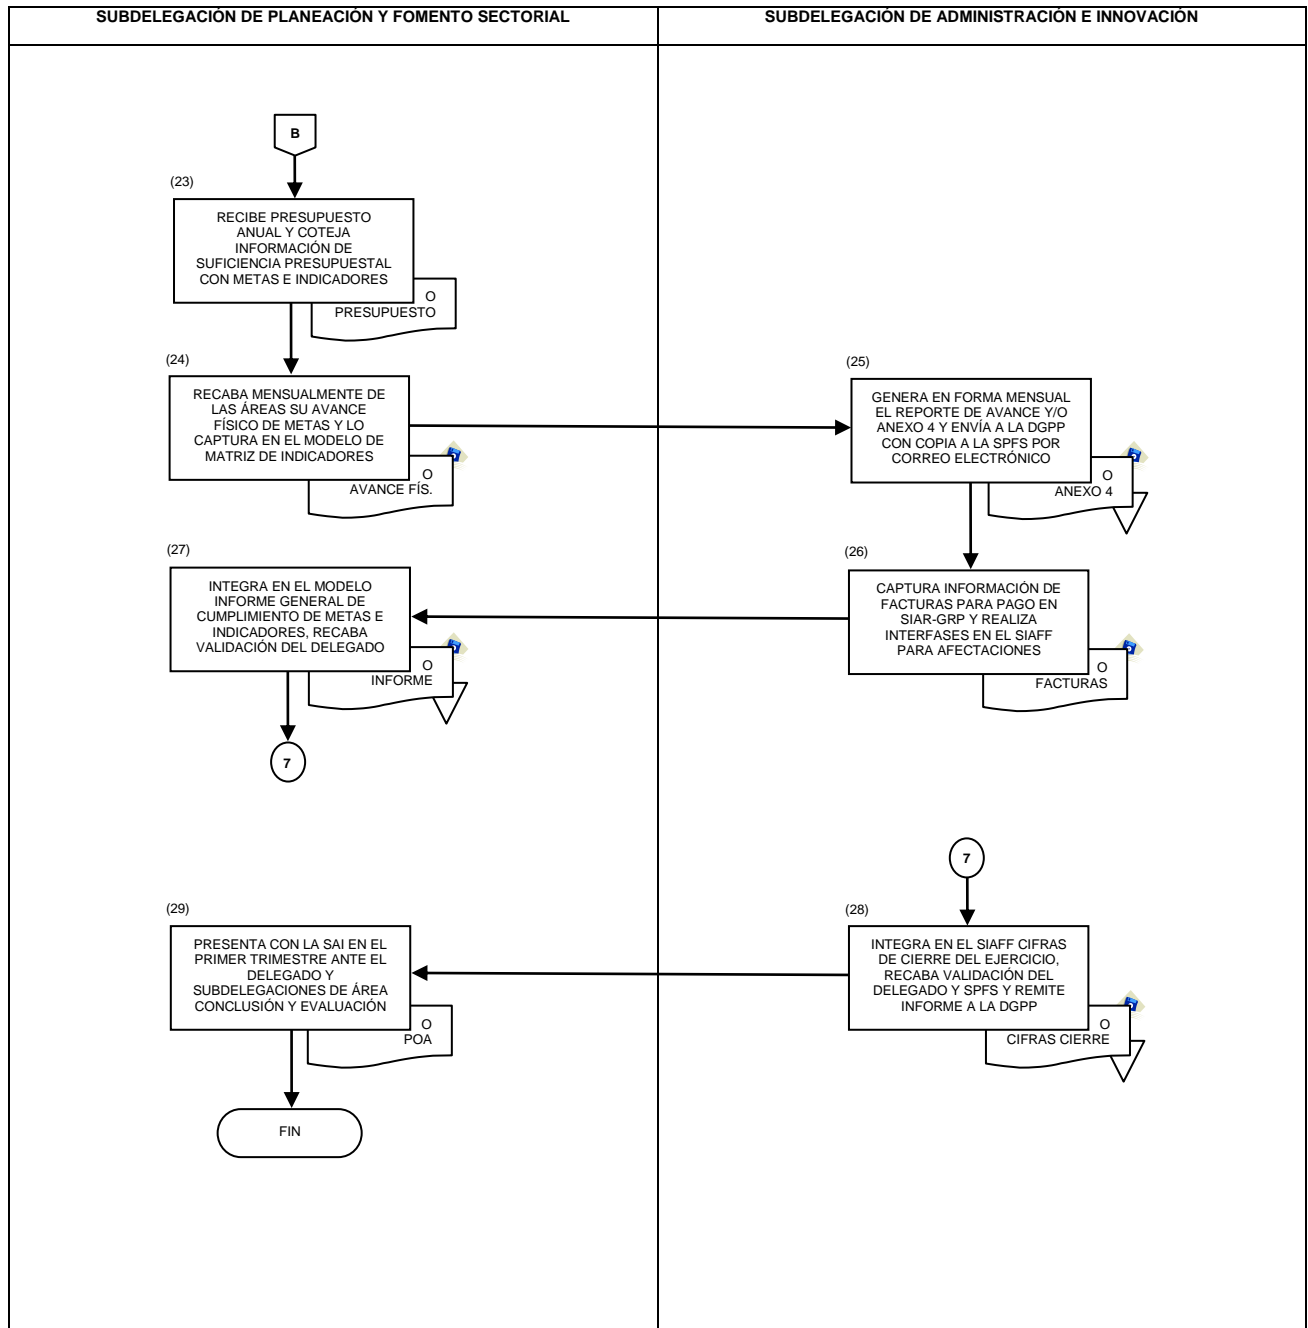 SUBDELEGACIÓN DE PLANEACIÓN Y FOMENTO SECTORIAL
SUBDELEGACIÓN DE ADMINISTRACIÓN E INNOVACIÓN
B
(23)
RECIBE PRESUPUESTO
ANUAL Y COTEJA
INFORMACIÓN DE
SUFICIENCIA PRESUPUESTAL
CON METAS E INDICADORES
O
PRESUPUESTO
(24)
RECABA MENSUALMENTE DE
LAS ÁREAS SU AVANCE
FÍSICO DE METAS Y LO
CAPTURA EN EL MODELO DE
MATRIZ DE INDICADORES
O
AVANCE FÍS.
(25)
GENERA EN FORMA MENSUAL
EL REPORTE DE AVANCE Y/O
ANEXO 4 Y ENVÍA A LA DGPP
CON COPIA A LA SPFS POR
CORREO ELECTRÓNICO
O
ANEXO 4
(26)
CAPTURA INFORMACIÓN DE
FACTURAS PARA PAGO EN
SIAR-GRP Y REALIZA
INTERFASES EN EL SIAFF
PARA AFECTACIONES
O
FACTURAS
(27)
INTEGRA EN EL MODELO
INFORME GENERAL DE
CUMPLIMIENTO DE METAS E
INDICADORES, RECABA
VALIDACIÓN DEL DELEGADO
O
INFORME
7
7
(28)
INTEGRA EN EL SIAFF CIFRAS
DE CIERRE DEL EJERCICIO,
RECABA VALIDACIÓN DEL
DELEGADO Y SPFS Y REMITE
INFORME A LA DGPP
O
CIFRAS CIERRE
(29)
PRESENTA CON LA SAI EN EL
PRIMER TRIMESTRE ANTE EL
DELEGADO Y
SUBDELEGACIONES DE ÁREA
CONCLUSIÓN Y EVALUACIÓN
O
POA
FIN